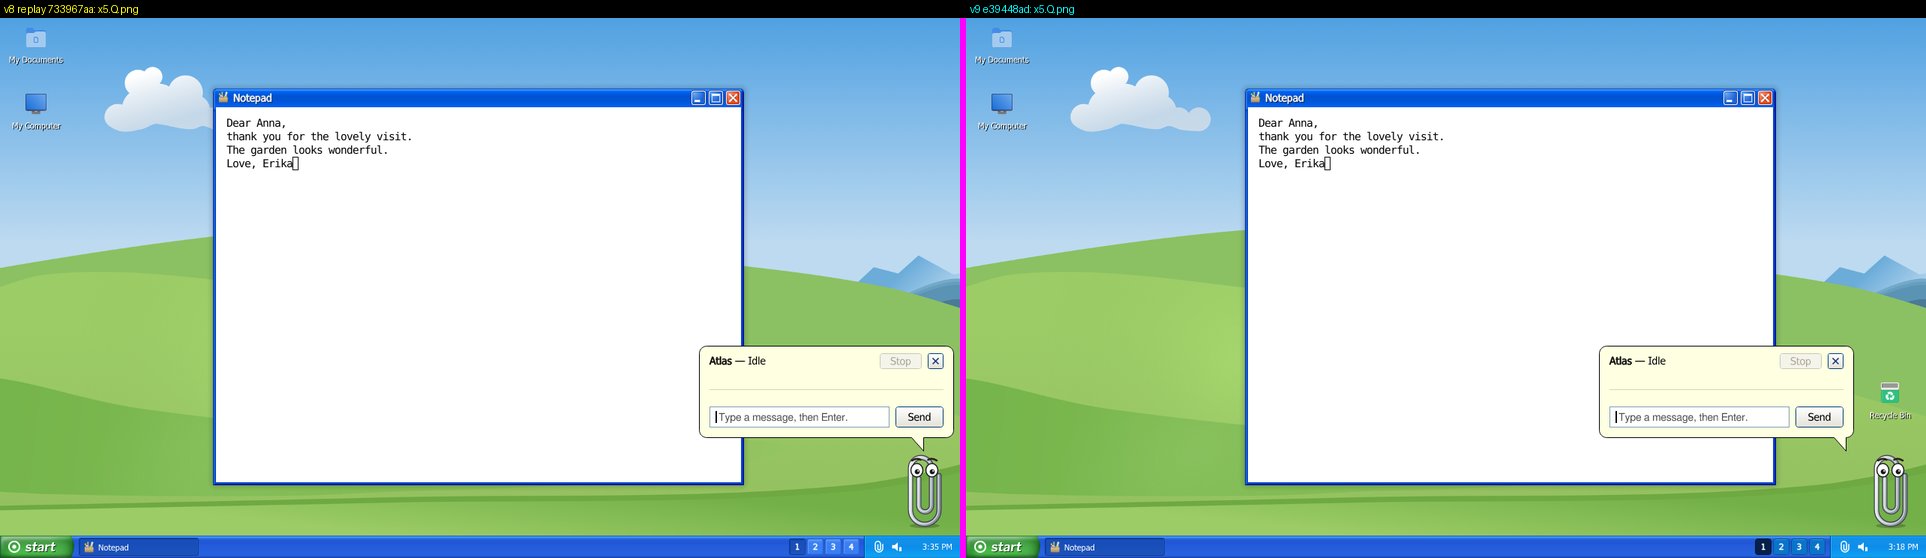 v8 replay 733967aa: x5.Q.png
My Documents
My Computer
Notepad
Dear Anna,
thank you for the lovely visit.
The garden looks wonderful.
Love, Erika
Atlas — Idle
Stop
Type a message, then Enter.
Send
start
Notepad
1 2 3 4
3:35 PM
v9 e39448ad: x5.Q.png
My Documents
My Computer
Notepad
Dear Anna,
thank you for the lovely visit.
The garden looks wonderful.
Love, Erika
Atlas — Idle
Stop
Type a message, then Enter.
Send
Recycle Bin
start
Notepad
1 2 3 4
3:18 PM